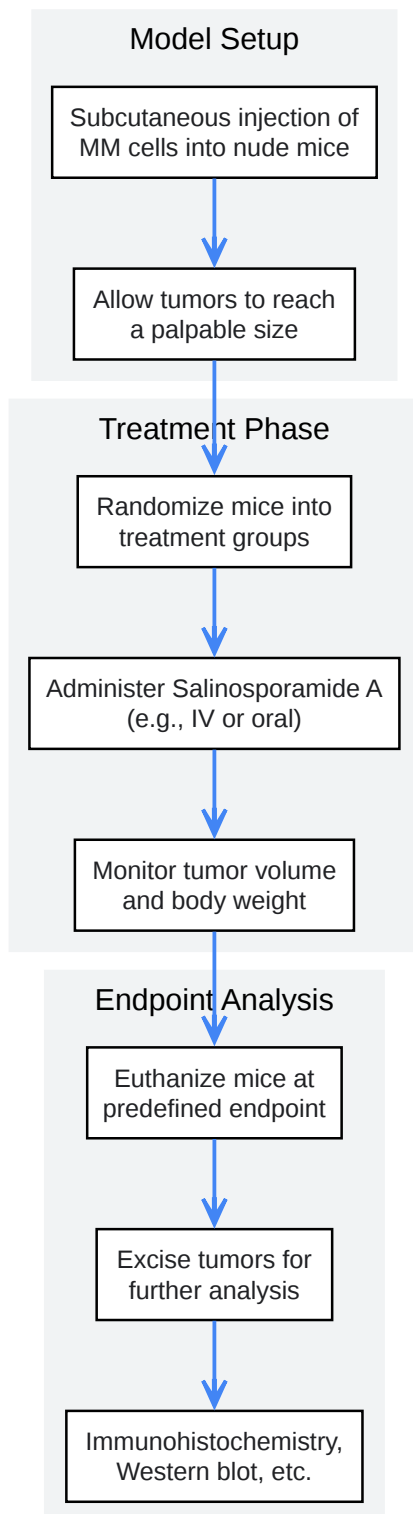 Model Setup
Subcutaneous injection of
MM cells into nude mice
Allow tumors to reach
a palpable size
Treatment Phase
Randomize mice into
treatment groups
Administer Salinosporamide A
(e.g., IV or oral)
Monitor tumor volume
and body weight
Endpoint Analysis
Euthanize mice at
predefined endpoint
Excise tumors for
further analysis
Immunohistochemistry,
Western blot, etc.